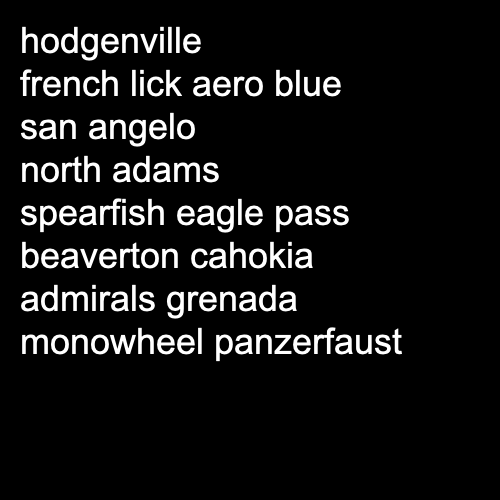 hodgenville
french lick aero blue
san angelo
north adams
spearfish eagle pass
beaverton cahokia
admirals grenada
monowheel panzerfaust